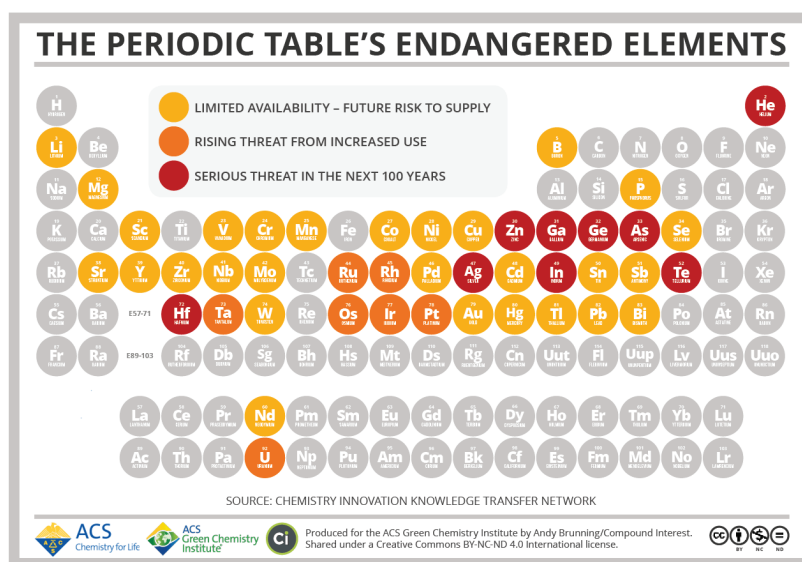 THE PERIODIC TABLE'S ENDANGERED ELEMENTS
LIMITED AVAILABILITY – FUTURE RISK TO SUPPLY
RISING THREAT FROM INCREASED USE
SERIOUS THREAT IN THE NEXT 100 YEARS
H He
Li Be B C N O F Ne
Na Mg Al Si P S Cl Ar
K Ca Sc Ti V Cr Mn Fe Co Ni Cu Zn Ga Ge As Se Br Kr
Rb Sr Y Zr Nb Mo Tc Ru Rh Pd Ag Cd In Sn Sb Te I Xe
Cs Ba E57-71 Hf Ta W Re Os Ir Pt Au Hg Tl Pb Bi Po At Rn
Fr Ra E89-103 Rf Db Sg Bh Hs Mt Ds Rg Cn Uut Fl Uup Lv Uus Uuo
La Ce Pr Nd Pm Sm Eu Gd Tb Dy Ho Er Tm Yb Lu
Ac Th Pa U Np Pu Am Cm Bk Cf Es Fm Md No Lr
SOURCE: CHEMISTRY INNOVATION KNOWLEDGE TRANSFER NETWORK
ACS
Chemistry for Life
ACS
Green Chemistry
Institute
Ci
Produced for the ACS Green Chemistry Institute by Andy Brunning/Compound Interest.
Shared under a Creative Commons BY-NC-ND 4.0 International license.
cc
BY NC ND